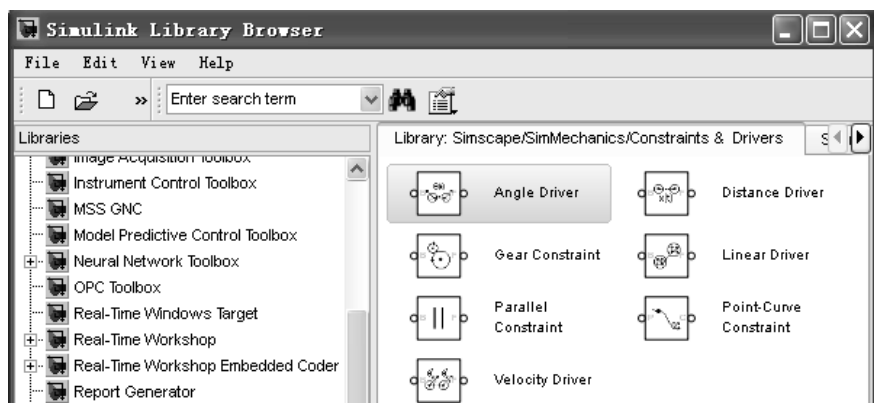 Simulink Library Browser
File Edit View Help
» Enter search term
Libraries
Library: Simscape/SimMechanics/Constraints & Drivers
Image Acquisition Toolbox
Instrument Control Toolbox
MSS GNC
Model Predictive Control Toolbox
Neural Network Toolbox
OPC Toolbox
Real-Time Windows Target
Real-Time Workshop
Real-Time Workshop Embedded Coder
Report Generator
Angle Driver
Distance Driver
Gear Constraint
Linear Driver
Parallel
Constraint
Point-Curve
Constraint
Velocity Driver